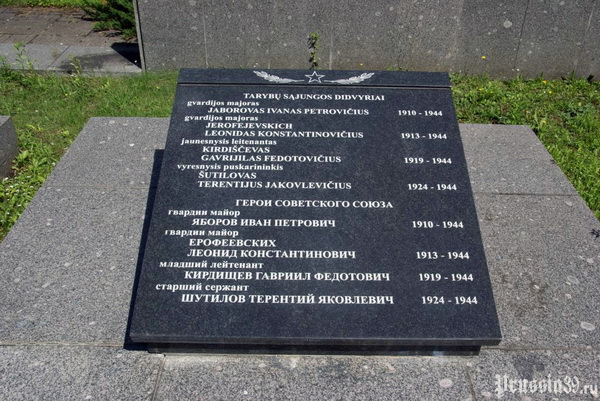 TARYBŲ SĄJUNGOS DIDVYRIAI
gvardijos majoras
JABOROVAS IVANAS PETROVIČIUS 1910 - 1944
gvardijos majoras
JEROFEJEVSKICH
LEONIDAS KONSTANTINOVIČIUS 1913 - 1944
jaunesnysis leitenantas
KIRDIŠČEVAS
GAVRIJILAS FEDOTOVIČIUS 1919 - 1944
vyresnysis puskarininkis
ŠUTILOVAS
TERENTIJUS JAKOVLEVIČIUS 1924 - 1944
ГЕРОИ СОВЕТСКОГО СОЮЗА
гвардии майор
ЯБОРОВ ИВАН ПЕТРОВИЧ 1910 - 1944
гвардии майор
ЕРОФЕЕВСКИХ
ЛЕОНИД КОНСТАНТИНОВИЧ 1913 - 1944
младший лейтенант
КИРДИЩЕВ ГАВРИИЛ ФЕДОТОВИЧ 1919 - 1944
старший сержант
ШУТИЛОВ ТЕРЕНТИЙ ЯКОВЛЕВИЧ 1924 - 1944
Prussia39.ru